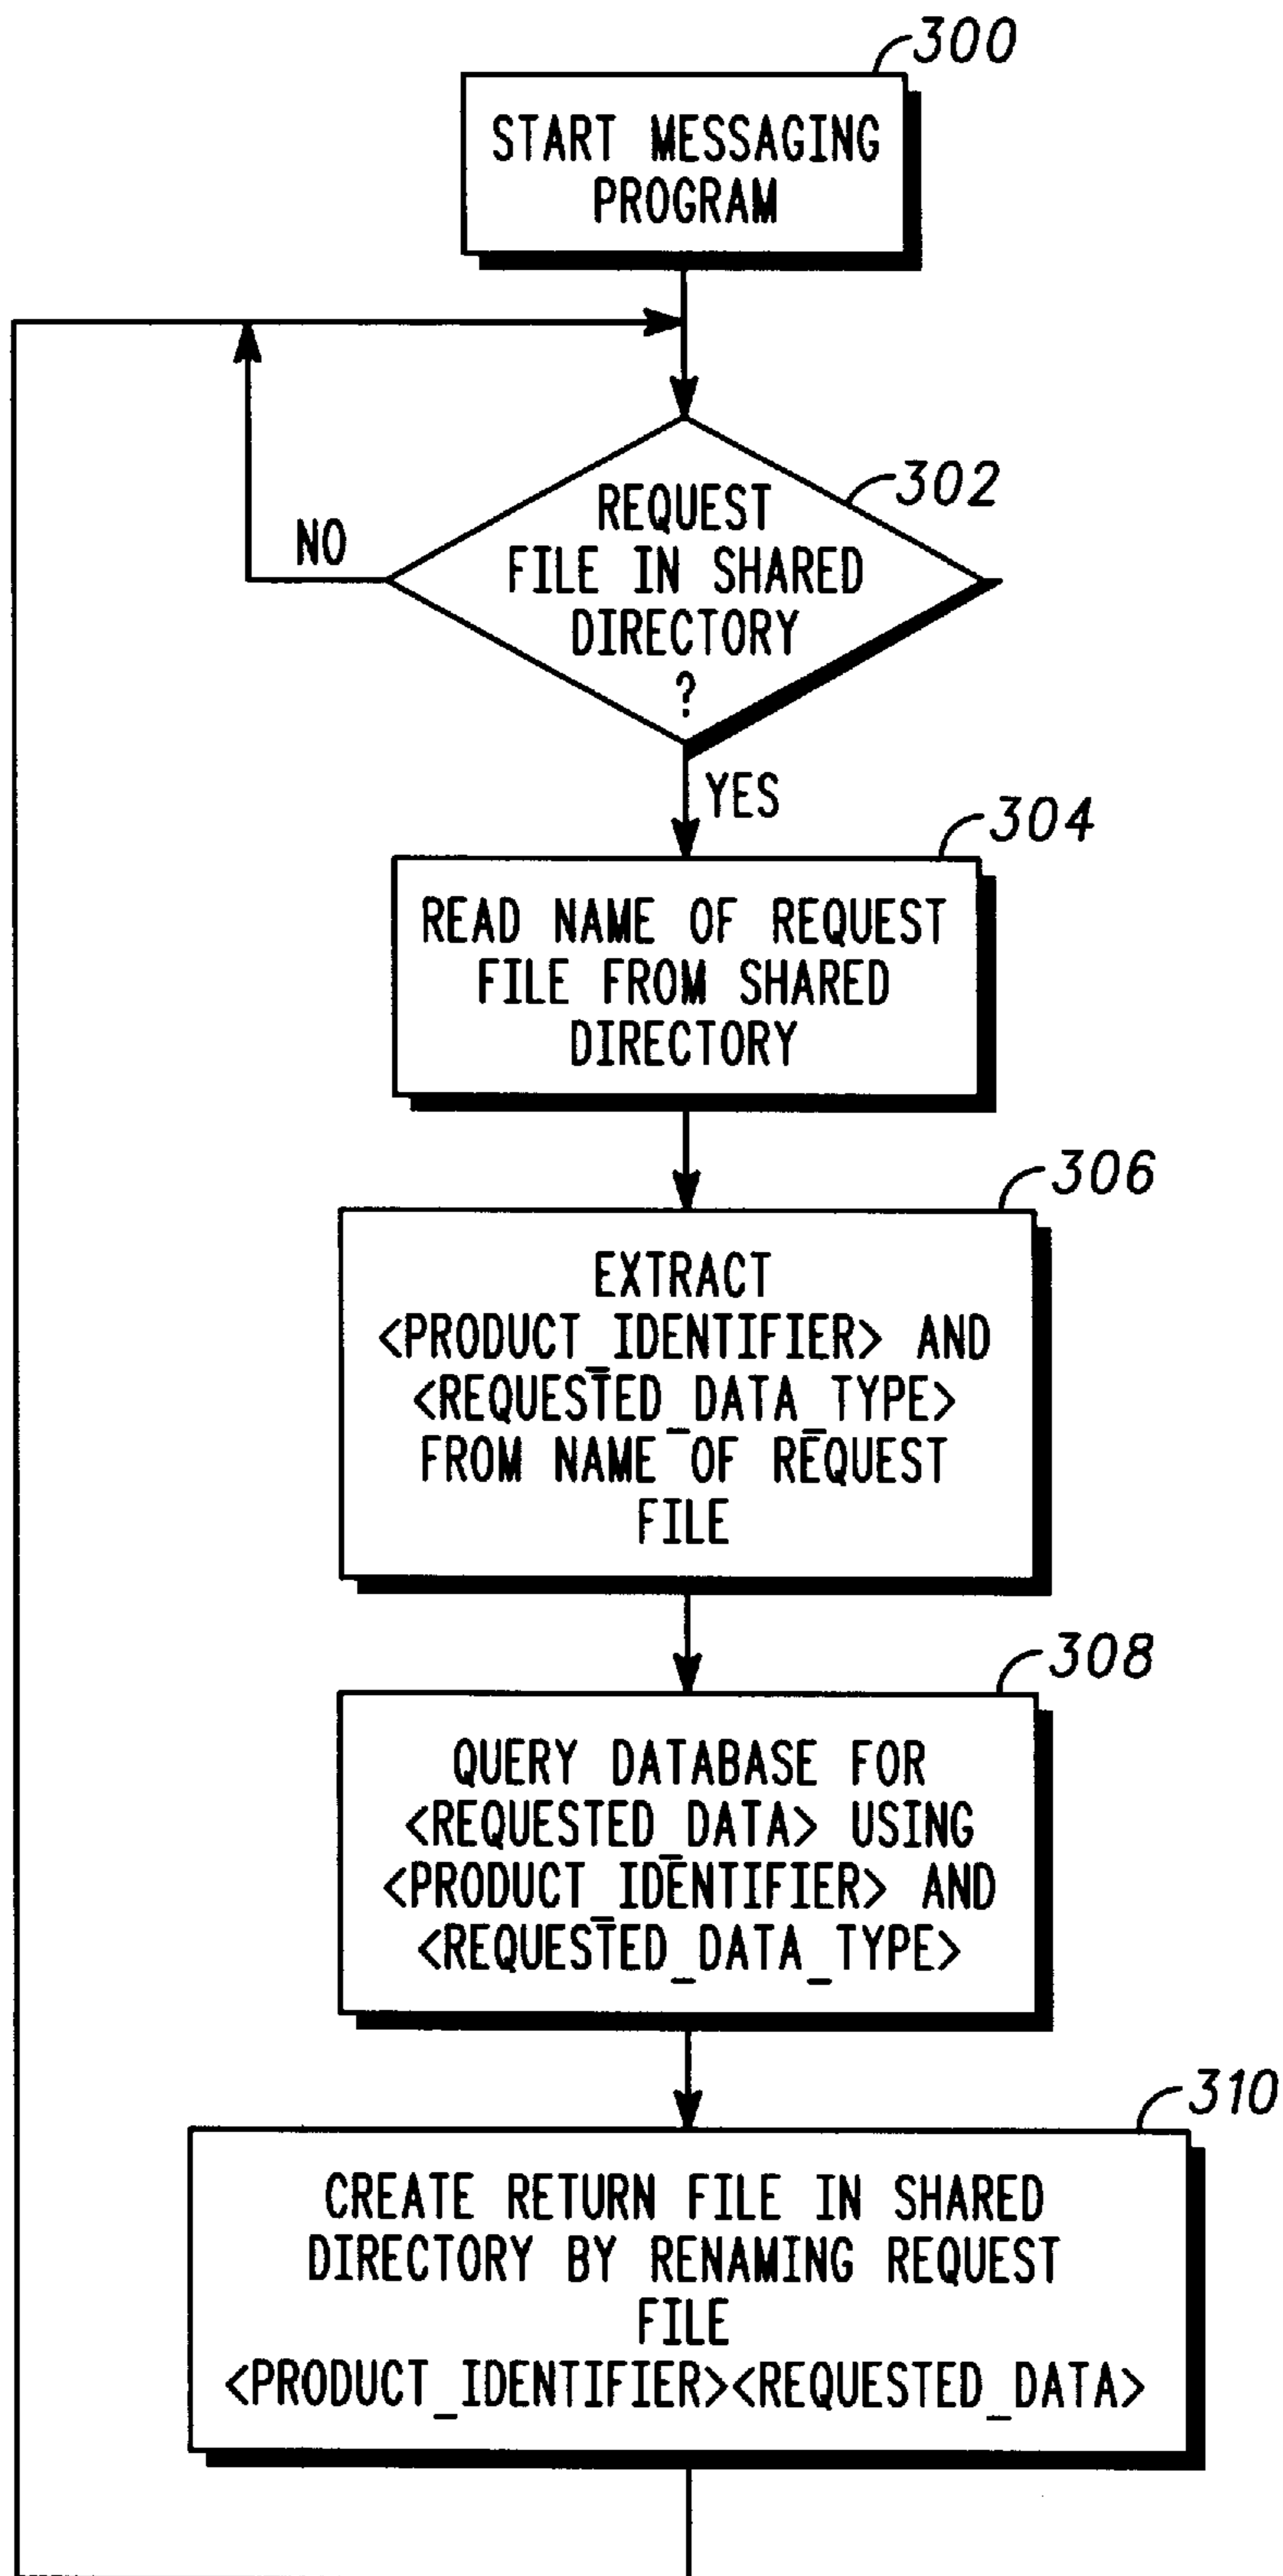 300
START MESSAGING
PROGRAM
302
REQUEST
FILE IN SHARED
DIRECTORY
?
NO
YES
304
READ NAME OF REQUEST
FILE FROM SHARED
DIRECTORY
306
EXTRACT
<PRODUCT_IDENTIFIER> AND
<REQUESTED_DATA_TYPE>
FROM NAME OF REQUEST
FILE
308
QUERY DATABASE FOR
<REQUESTED_DATA> USING
<PRODUCT_IDENTIFIER> AND
<REQUESTED_DATA_TYPE>
310
CREATE RETURN FILE IN SHARED
DIRECTORY BY RENAMING REQUEST
FILE
<PRODUCT_IDENTIFIER><REQUESTED_DATA>